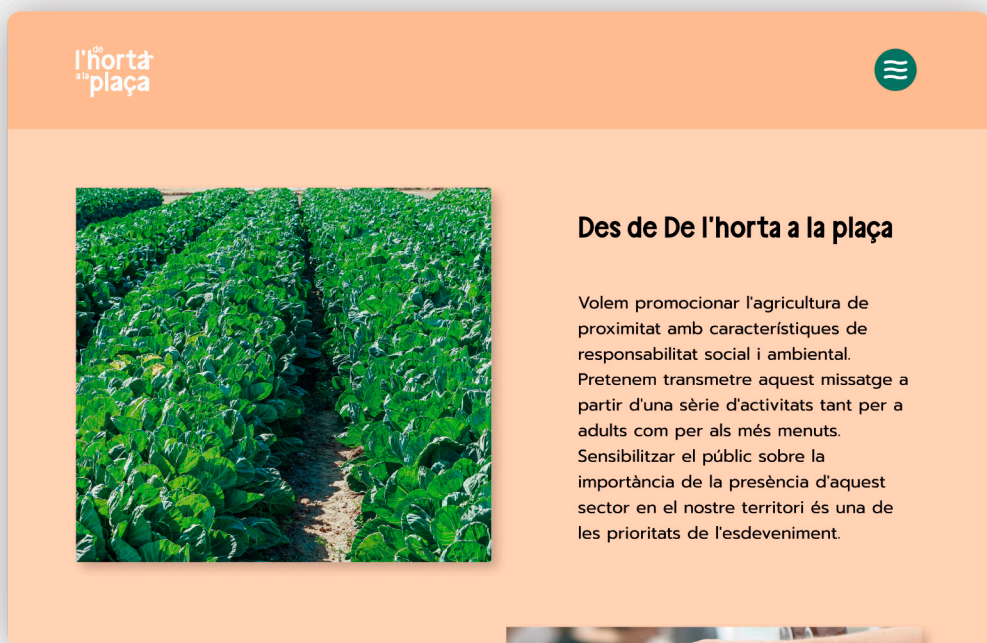 de
l'horta
a la plaça
Des de De l'horta a la plaça
Volem promocionar l'agricultura de
proximitat amb característiques de
responsabilitat social i ambiental.
Pretenem transmetre aquest missatge a
partir d'una sèrie d'activitats tant per a
adults com per als més menuts.
Sensibilitzar el públic sobre la
importància de la presència d'aquest
sector en el nostre territori és una de
les prioritats de l'esdeveniment.